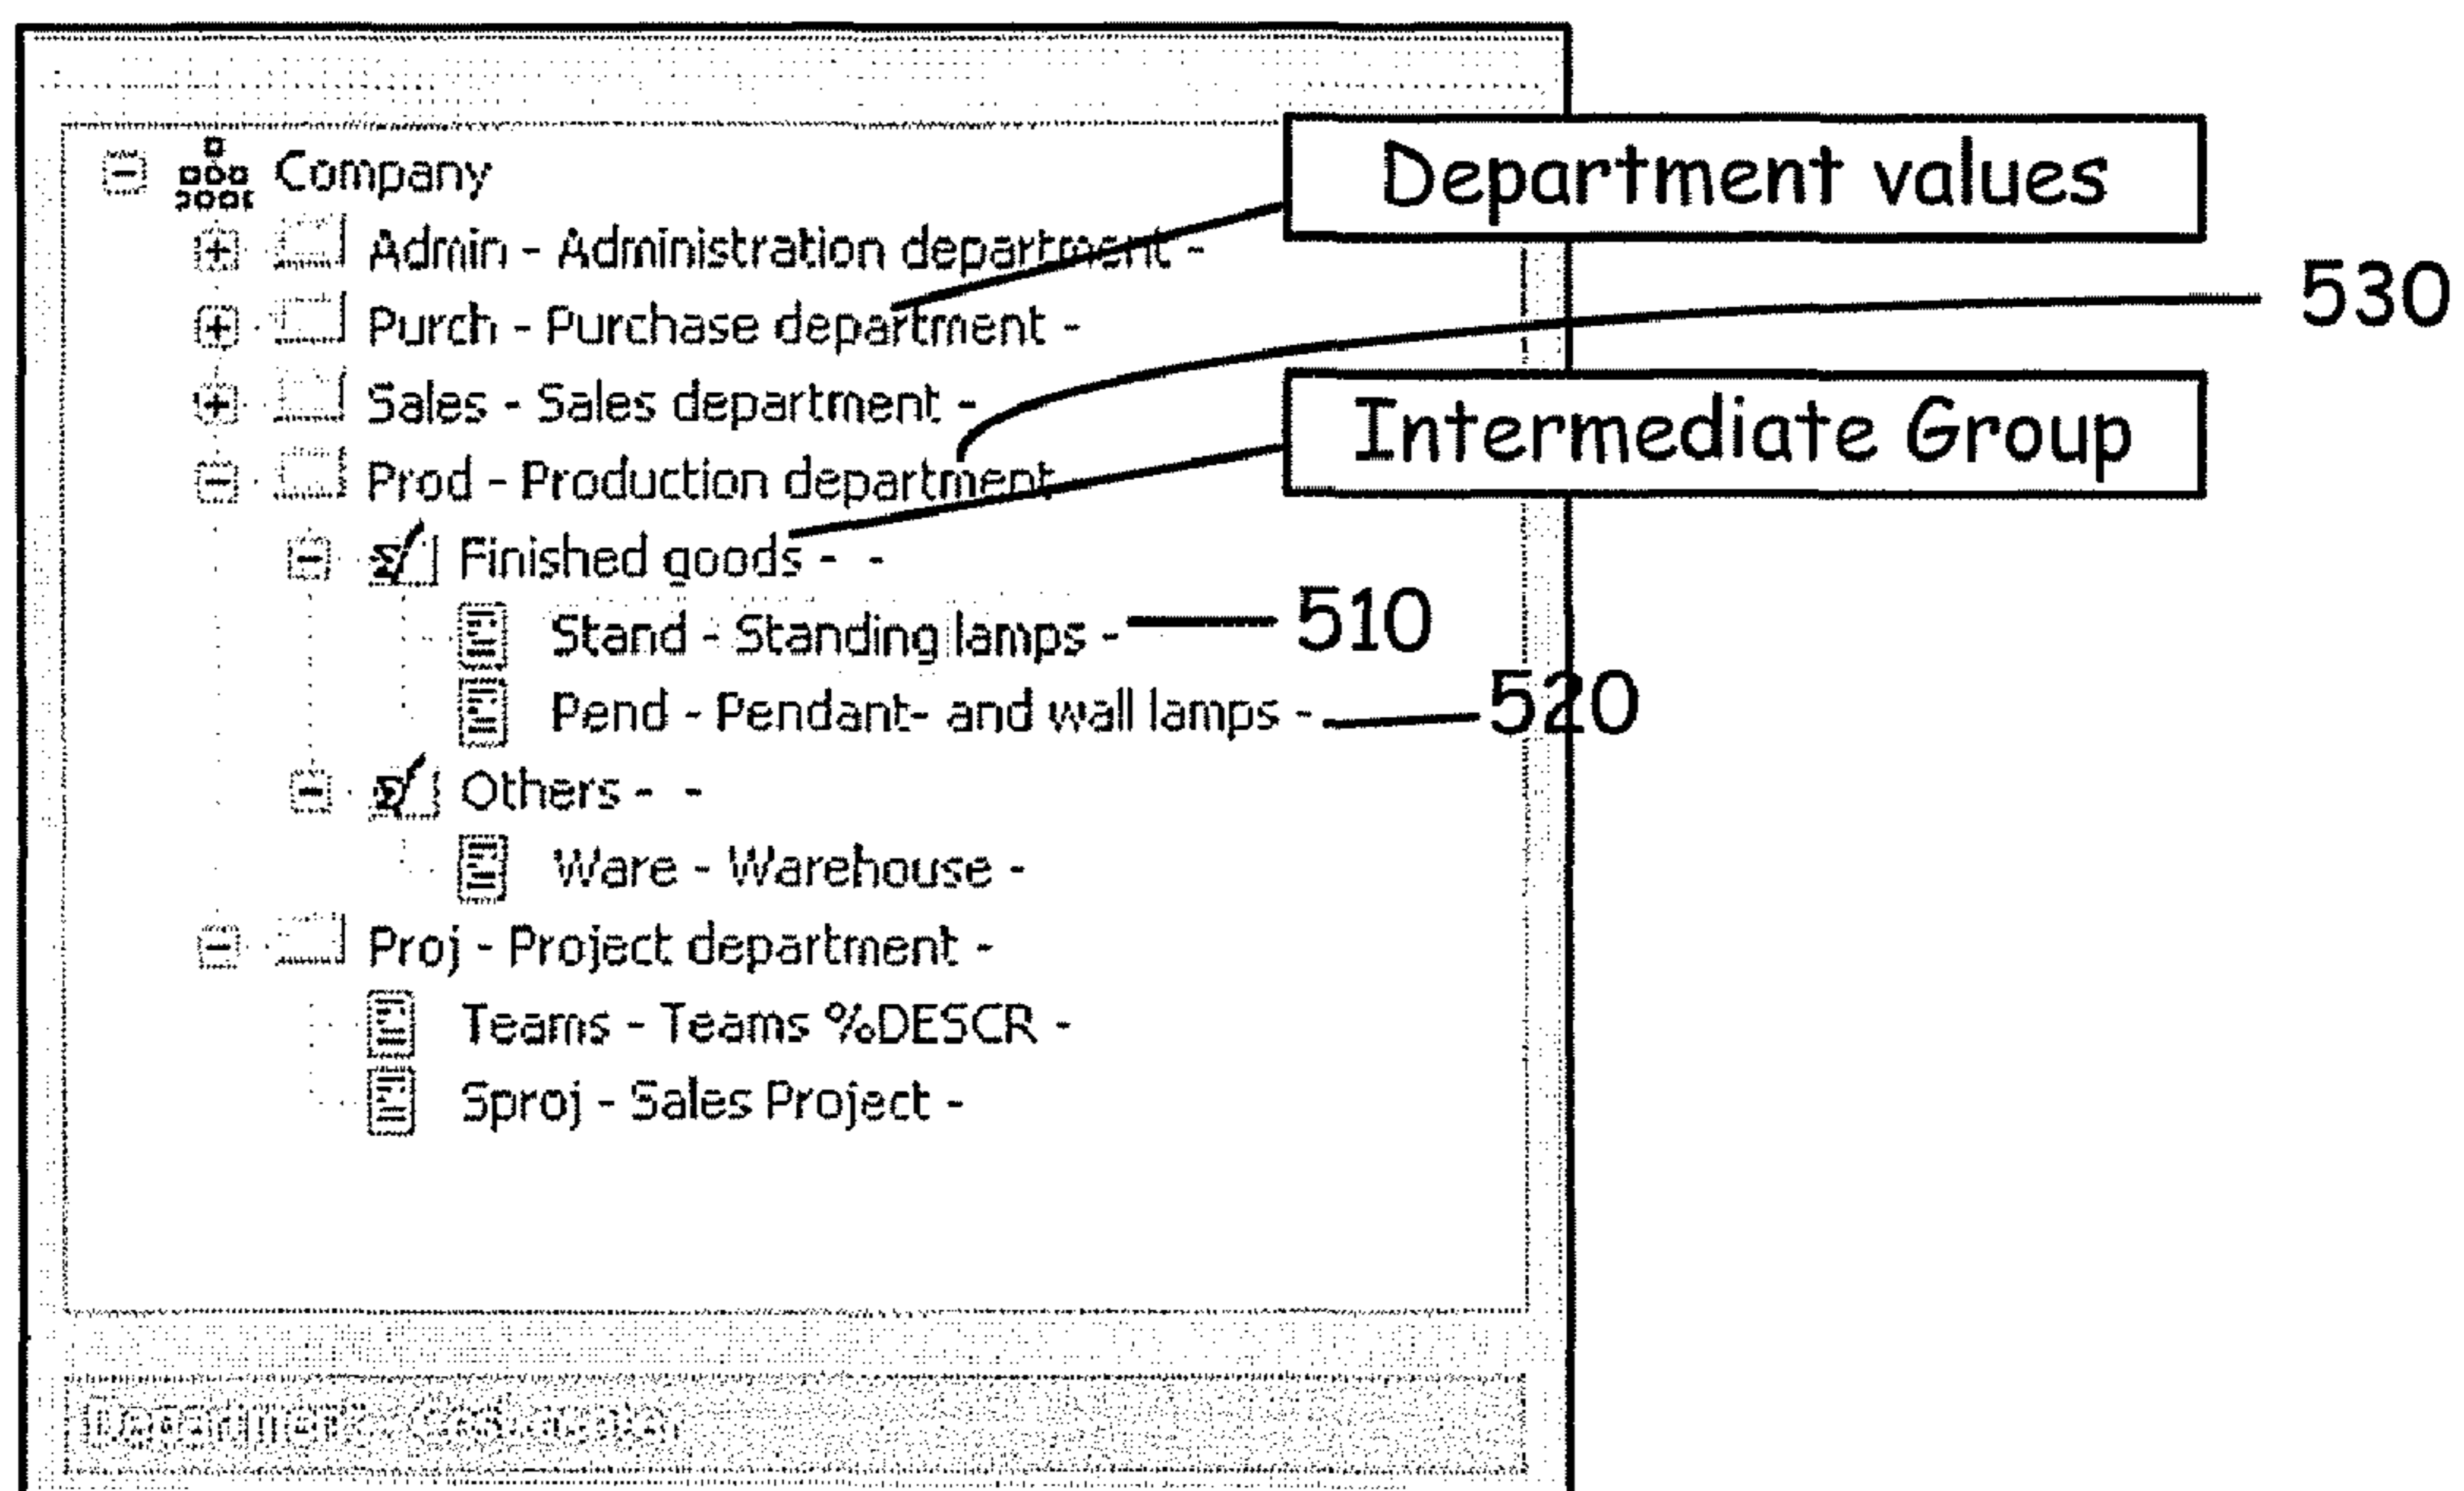 Company
Department values
Admin - Administration department -
530
Purch - Purchase department -
Sales - Sales department -
Intermediate Group
Prod - Production department
Finished goods - -
Stand - Standing lamps - 510
Pend - Pendant- and wall lamps - 520
Others - -
Ware - Warehouse -
Proj - Project department -
Teams - Teams %DESCR -
Sproj - Sales Project -
Department